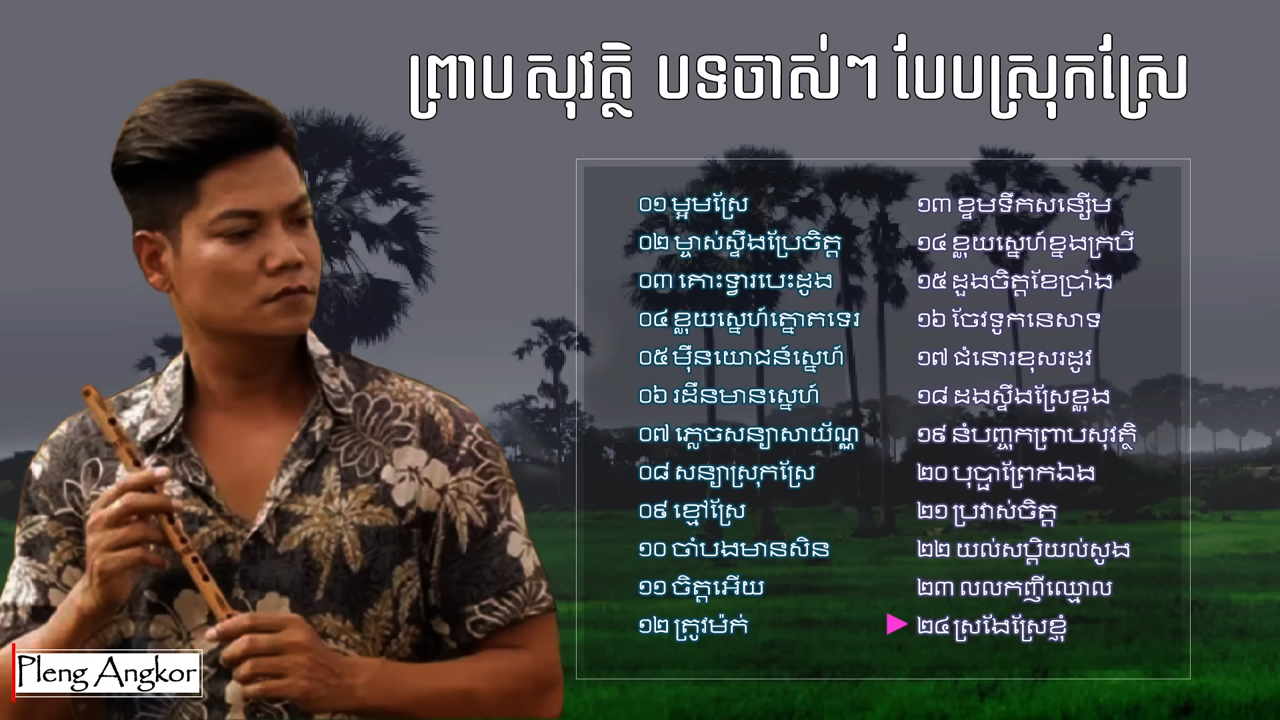 ព្រាប សុវត្ថិ បទចាស់ៗ បែបស្រុកស្រែ
០១ ម្អមស្រែ
០២ ម្ចាស់ស្ទឹងប្រែចិត្ត
០៣ គោះទ្វារបេះដូង
០៤ ខ្លុយស្នេហ៍ត្នោតទេរ
០៥ ម៉ឺនយោជន៍ស្នេហ៍
០៦ រដឺនមានស្នេហ៍
០៧ ភ្លេចសន្យាសាយ័ណ្ណ
០៨ សន្យាស្រុកស្រែ
០៩ ខ្មៅស្រែ
១០ ចាំបងមានសិន
១១ ចិត្តអើយ
១២ ត្រូវម៉ក់
១៣ ខ្ទមទឹកសន្សើម
១៤ ខ្លុយស្នេហ៍ខ្នងក្របី
១៥ ដួងចិត្តខែប្រាំង
១៦ ចែវទូកនេសាទ
១៧ ជំនោរខុសរដូវ
១៨ ដងស្ទឹងស្រែខ្លុង
១៩ នំបញ្ចុកព្រាបសុវត្ថិ
២០ បុប្ផាព្រែកឯង
២១ ប្រវាស់ចិត្ត
២២ យល់សប្តិយល់សូង
២៣ លលកញីឈ្មោល
២៤ ស្រងែស្រែខ្ញុំ
Pleng Angkor